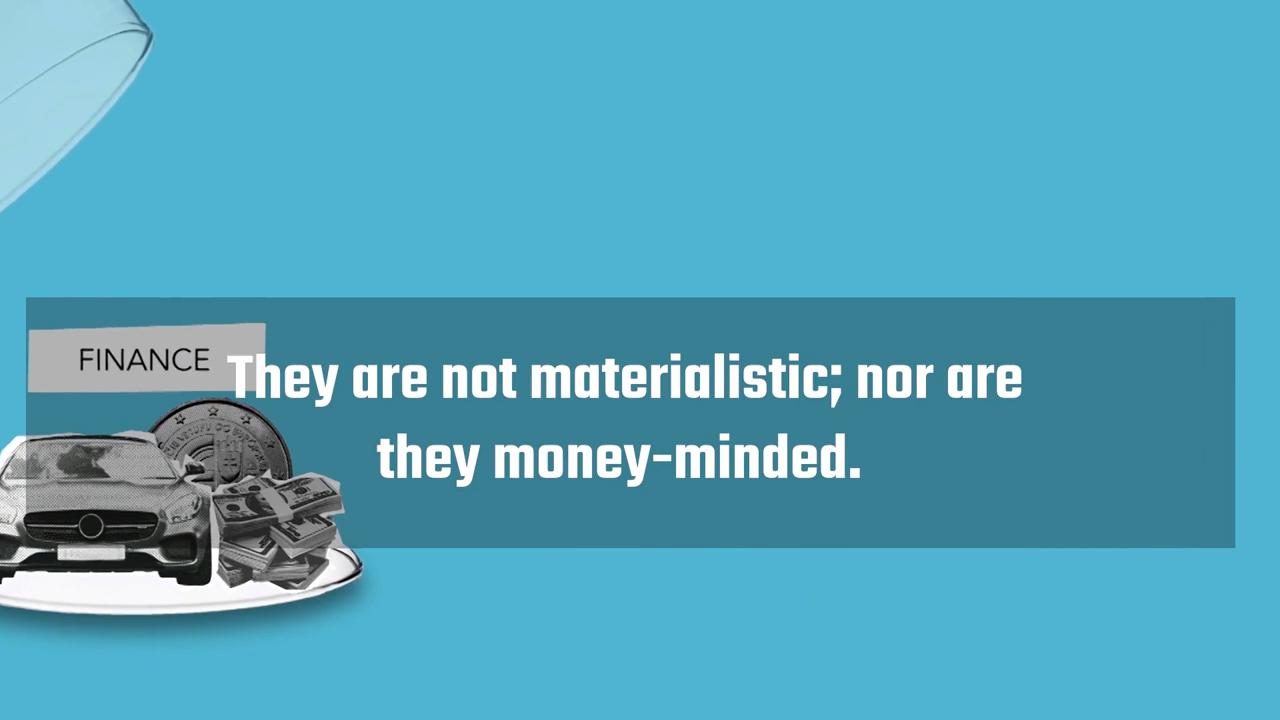 FINANCE
They are not materialistic; nor are
they money-minded.